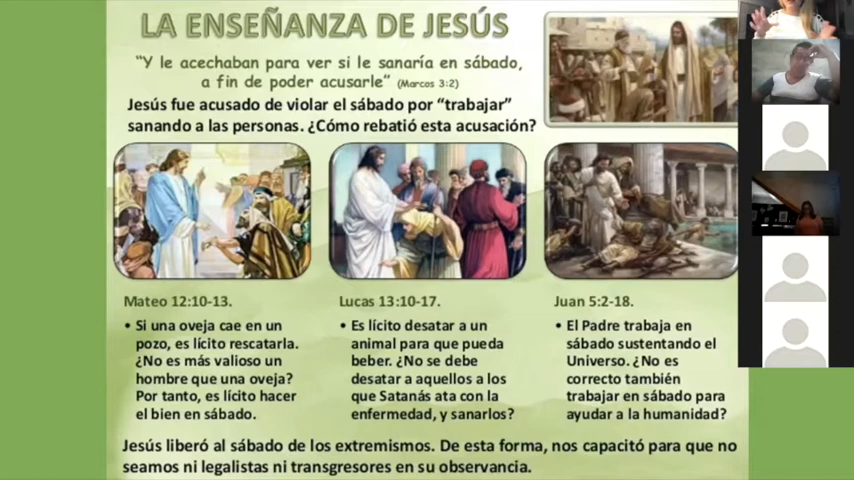 LA ENSEÑANZA DE JESÚS
“Y le acechaban para ver si le sanaría en sábado,
a fin de poder acusarle” (Marcos 3:2)
Jesús fue acusado de violar el sábado por “trabajar”
sanando a las personas. ¿Cómo rebatió esta acusación?
Mateo 12:10-13.
• Si una oveja cae en un
pozo, es lícito rescatarla.
¿No es más valioso un
hombre que una oveja?
Por tanto, es lícito hacer
el bien en sábado.
Lucas 13:10-17.
• Es lícito desatar a un
animal para que pueda
beber. ¿No se debe
desatar a aquellos a los
que Satanás ata con la
enfermedad, y sanarlos?
Juan 5:2-18.
• El Padre trabaja en
sábado sustentando el
Universo. ¿No es
correcto también
trabajar en sábado para
ayudar a la humanidad?
Jesús liberó al sábado de los extremismos. De esta forma, nos capacitó para que no
seamos ni legalistas ni transgresores en su observancia.